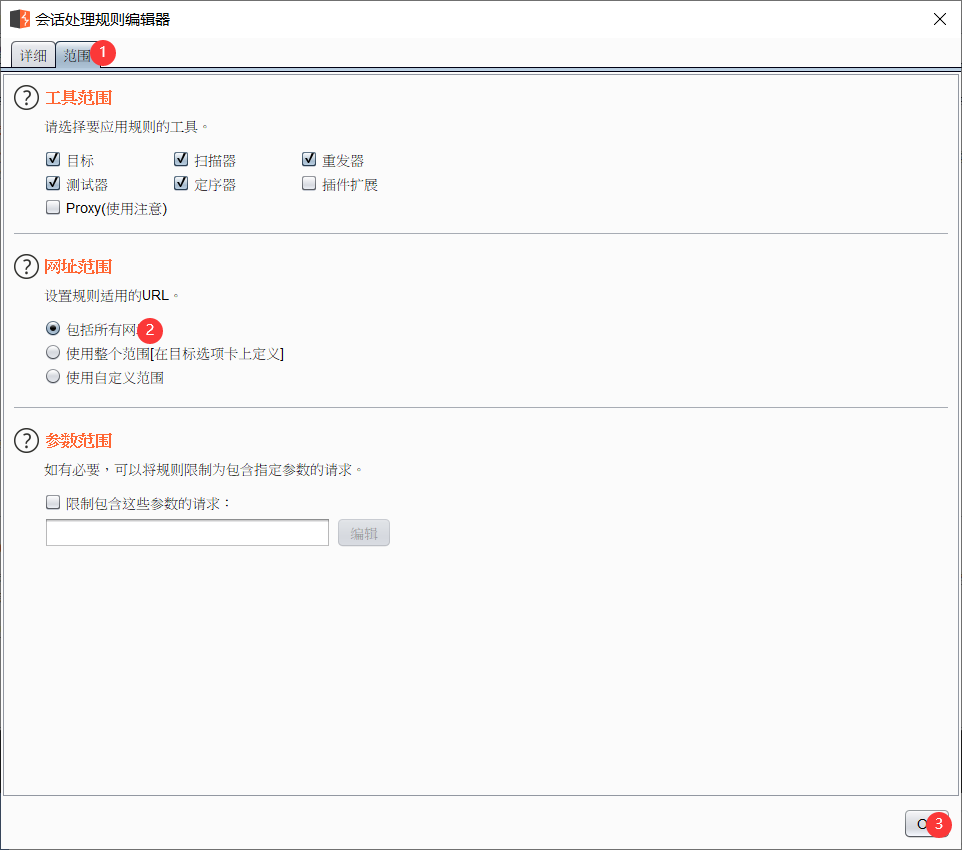 会话处理规则编辑器
详细 范围 1
工具范围
请选择要应用规则的工具。
目标 扫描器 重发器
测试器 定序器 插件扩展
Proxy(使用注意)
网址范围
设置规则适用的URL。
包括所有网 2
使用整个范围[在目标选项卡上定义]
使用自定义范围
参数范围
如有必要，可以将规则限制为包含指定参数的请求。
限制包含这些参数的请求：
编辑
3